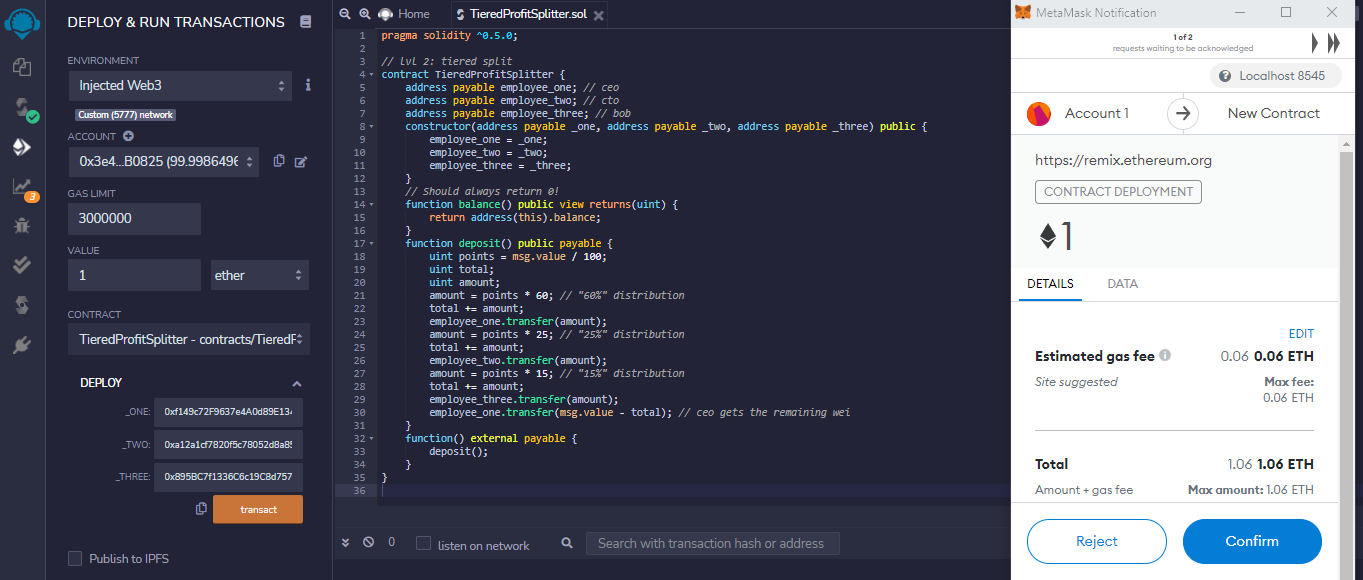 DEPLOY & RUN TRANSACTIONS
ENVIRONMENT
Injected Web3
Custom (5777) network
ACCOUNT
0x3e4...B0825 (99.9986496
GAS LIMIT
3000000
VALUE
1
ether
CONTRACT
TieredProfitSplitter - contracts/TieredF
DEPLOY
_ONE:
0xf149c72F9637e4A0d89E134
_TWO:
0xa12a1cf7820f5c78052d8a85
_THREE:
0x895BC7f1336C6c19C8d757
transact
Publish to IPFS
3
Home
TieredProfitSplitter.sol
1 pragma solidity ^0.5.0;
2
3 // lvl 2: tiered split
4 contract TieredProfitSplitter {
5 address payable employee_one; // ceo
6 address payable employee_two; // cto
7 address payable employee_three; // bob
8 constructor(address payable _one, address payable _two, address payable _three) public {
9 employee_one = _one;
10 employee_two = _two;
11 employee_three = _three;
12 }
13 // Should always return 0!
14 function balance() public view returns(uint) {
15 return address(this).balance;
16 }
17 function deposit() public payable {
18 uint points = msg.value / 100;
19 uint total;
20 uint amount;
21 amount = points * 60; // "60%" distribution
22 total += amount;
23 employee_one.transfer(amount);
24 amount = points * 25; // "25%" distribution
25 total += amount;
26 employee_two.transfer(amount);
27 amount = points * 15; // "15%" distribution
28 total += amount;
29 employee_three.transfer(amount);
30 employee_one.transfer(msg.value - total); // ceo gets the remaining wei
31 }
32 function() external payable {
33 deposit();
34 }
35 }
36
0
listen on network
Search with transaction hash or address
MetaMask Notification
1 of 2
requests waiting to be acknowledged
Localhost 8545
Account 1
New Contract
https://remix.ethereum.org
CONTRACT DEPLOYMENT
1
DETAILS
DATA
EDIT
Estimated gas fee
0.06 0.06 ETH
Site suggested
Max fee:
0.06 ETH
Total
1.06 1.06 ETH
Amount + gas fee
Max amount: 1.06 ETH
Reject
Confirm